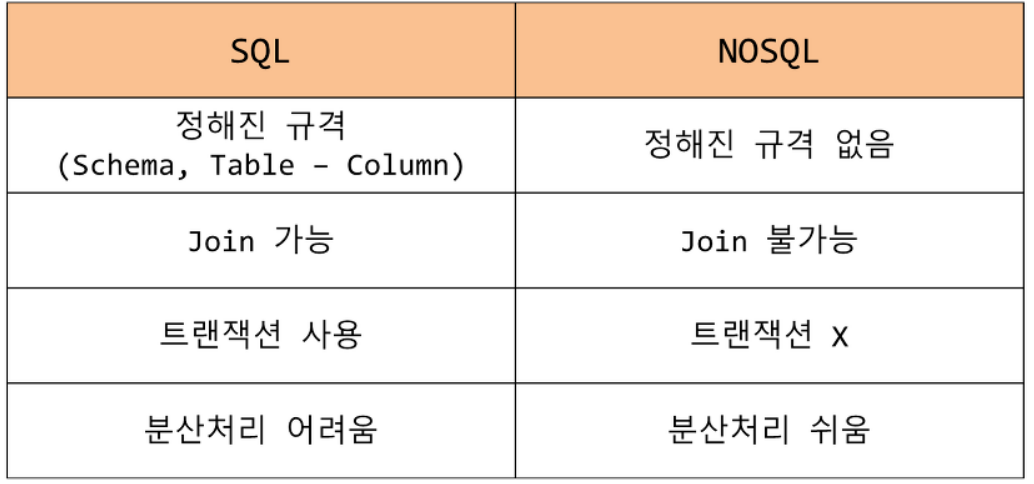 SQL
NOSQL
정해진 규격
(Schema, Table – Column)
정해진 규격 없음
Join 가능
Join 불가능
트랜잭션 사용
트랜잭션 X
분산처리 어려움
분산처리 쉬움